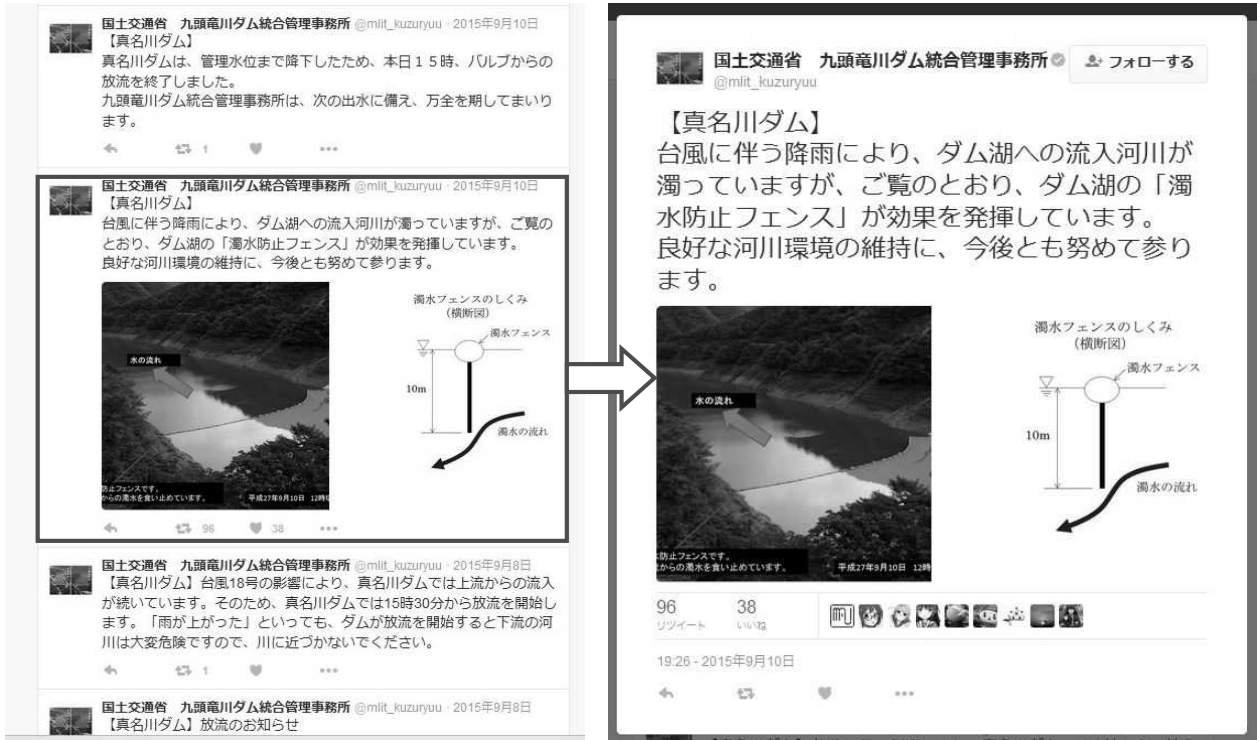 国土交通省　九頭竜川ダム統合管理事務所 @mlit_kuzuryuu · 2015年9月10日
【真名川ダム】
真名川ダムは、管理水位まで降下したため、本日１５時、バルブからの
放流を終了しました。
九頭竜川ダム統合管理事務所は、次の出水に備え、万全を期してまいり
ます。
1
国土交通省　九頭竜川ダム統合管理事務所 @mlit_kuzuryuu · 2015年9月10日
【真名川ダム】
台風に伴う降雨により、ダム湖への流入河川が濁っていますが、ご覧の
とおり、ダム湖の「濁水防止フェンス」が効果を発揮しています。
良好な河川環境の維持に、今後とも努めて参ります。
水の流れ
防止フェンスです。
からの濁水を食い止めています。
平成27年9月10日 12時
濁水フェンスのしくみ
(横断図)
濁水フェンス
10m
濁水の流れ
96 38
国土交通省　九頭竜川ダム統合管理事務所 @mlit_kuzuryuu · 2015年9月8日
【真名川ダム】台風18号の影響により、真名川ダムでは上流からの流入
が続いています。そのため、真名川ダムでは15時30分から放流を開始し
ます。「雨が上がった」といっても、ダムが放流を開始すると下流の河
川は大変危険ですので、川に近づかないでください。
1
国土交通省　九頭竜川ダム統合管理事務所 @mlit_kuzuryuu · 2015年9月8日
【真名川ダム】放流のお知らせ
国土交通省　九頭竜川ダム統合管理事務所
@mlit_kuzuryuu
フォローする
【真名川ダム】
台風に伴う降雨により、ダム湖への流入河川が
濁っていますが、ご覧のとおり、ダム湖の「濁
水防止フェンス」が効果を発揮しています。
良好な河川環境の維持に、今後とも努めて参り
ます。
水の流れ
防止フェンスです。
からの濁水を食い止めています。
平成27年9月10日 12時
濁水フェンスのしくみ
(横断図)
濁水フェンス
10m
濁水の流れ
96 38
リツイート いいね
19:26 - 2015年9月10日